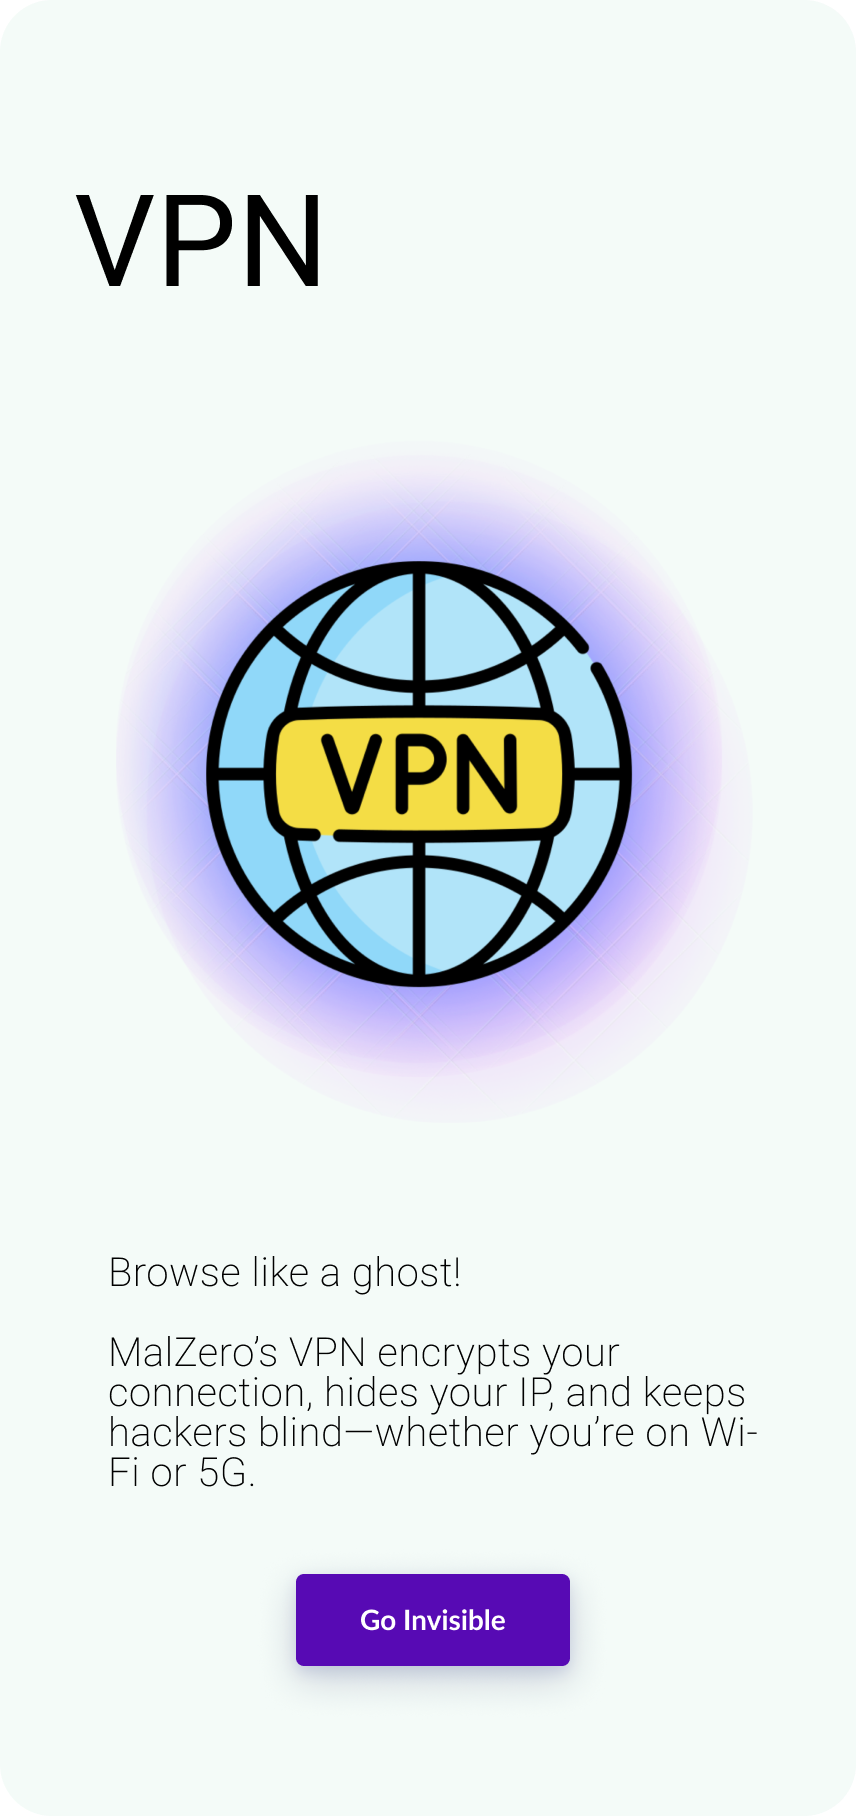 VPN
VPN
Browse like a ghost!
MalZero’s VPN encrypts your
connection, hides your IP, and keeps
hackers blind—whether you’re on Wi-
Fi or 5G.
Go Invisible